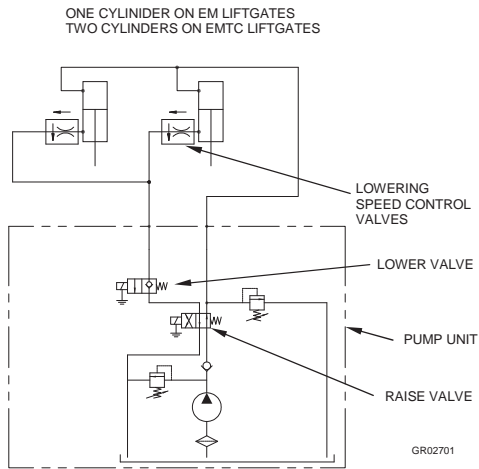 ONE CYLINIDER ON EM LIFTGATES
TWO CYLINDERS ON EMTC LIFTGATES
LOWERING
SPEED CONTROL
VALVES
LOWER VALVE
PUMP UNIT
RAISE VALVE
GR02701